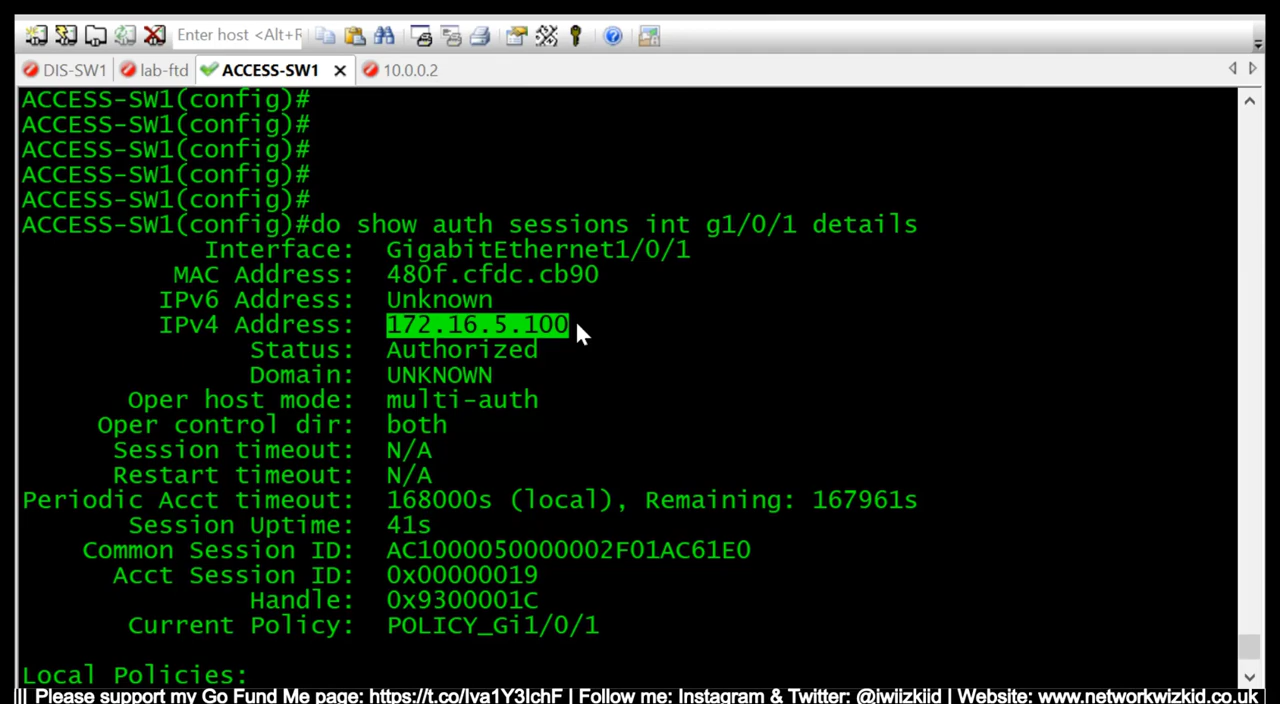 Enter host <Alt+R
DIS-SW1 lab-ftd ACCESS-SW1 10.0.0.2
ACCESS-SW1(config)#
ACCESS-SW1(config)#
ACCESS-SW1(config)#
ACCESS-SW1(config)#
ACCESS-SW1(config)#
ACCESS-SW1(config)#do show auth sessions int g1/0/1 details
Interface: GigabitEthernet1/0/1
MAC Address: 480f.cfdc.cb90
IPv6 Address: Unknown
IPv4 Address: 172.16.5.100
Status: Authorized
Domain: UNKNOWN
Oper host mode: multi-auth
Oper control dir: both
Session timeout: N/A
Restart timeout: N/A
Periodic Acct timeout: 168000s (local), Remaining: 167961s
Session Uptime: 41s
Common Session ID: AC1000050000002F01AC61E0
Acct Session ID: 0x00000019
Handle: 0x9300001C
Current Policy: POLICY_Gi1/0/1
Local Policies:
||| Please support my Go Fund Me page: https://t.co/Iva1Y3IchF | Follow me: Instagram & Twitter: @iwiizkiid | Website: www.networkwizkid.co.uk